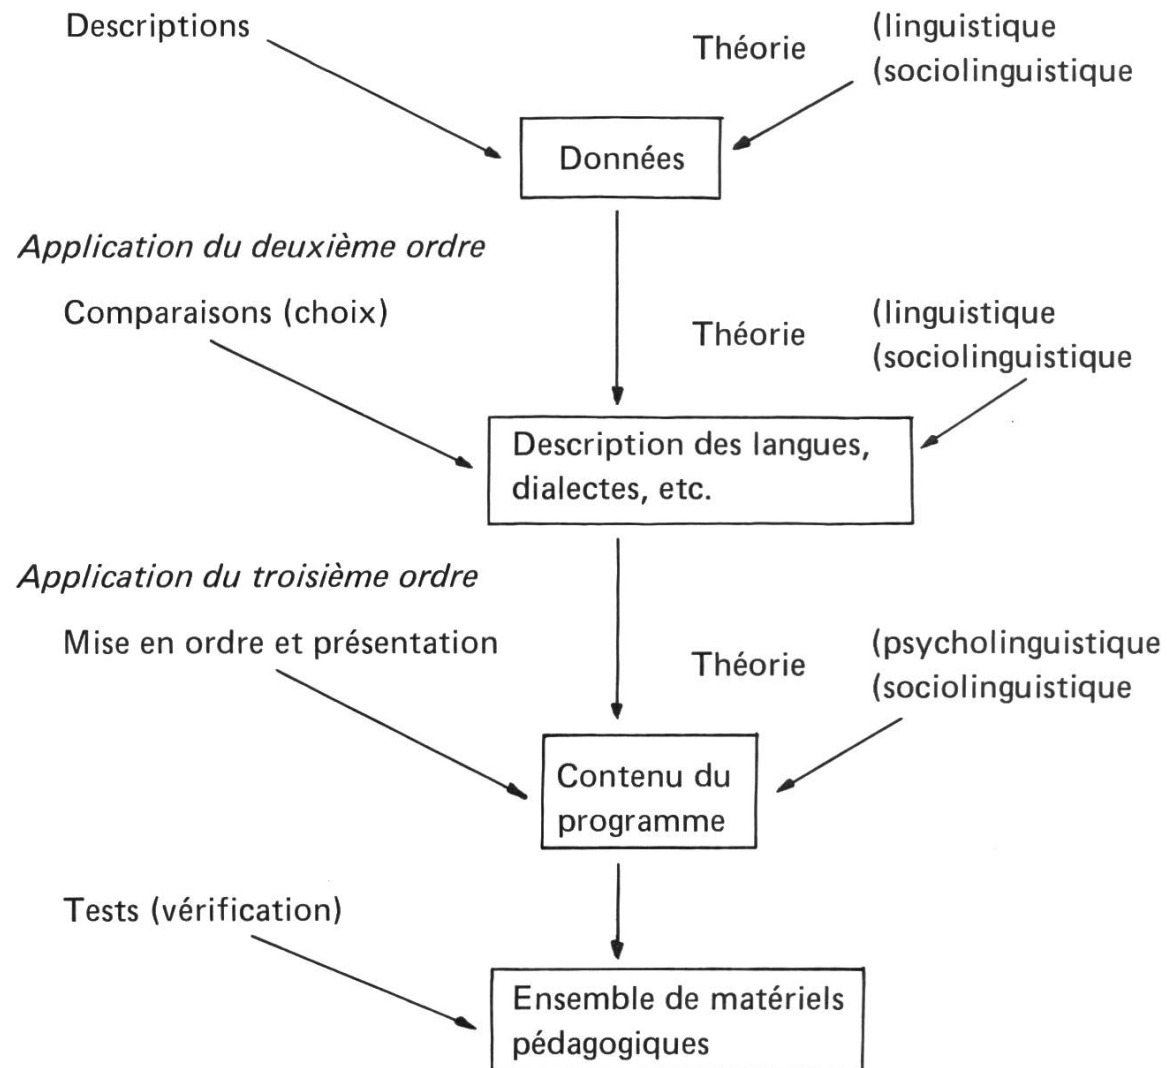 Descriptions
Théorie
(linguistique
(sociolinguistique
Données
Application du deuxième ordre
Comparaisons (choix)
Théorie
(linguistique
(sociolinguistique
Description des langues,
dialectes, etc.
Application du troisième ordre
Mise en ordre et présentation
Théorie
(psycholinguistique
(sociolinguistique
Contenu du
programme
Tests (vérification)
Ensemble de matériels
pédagogiques